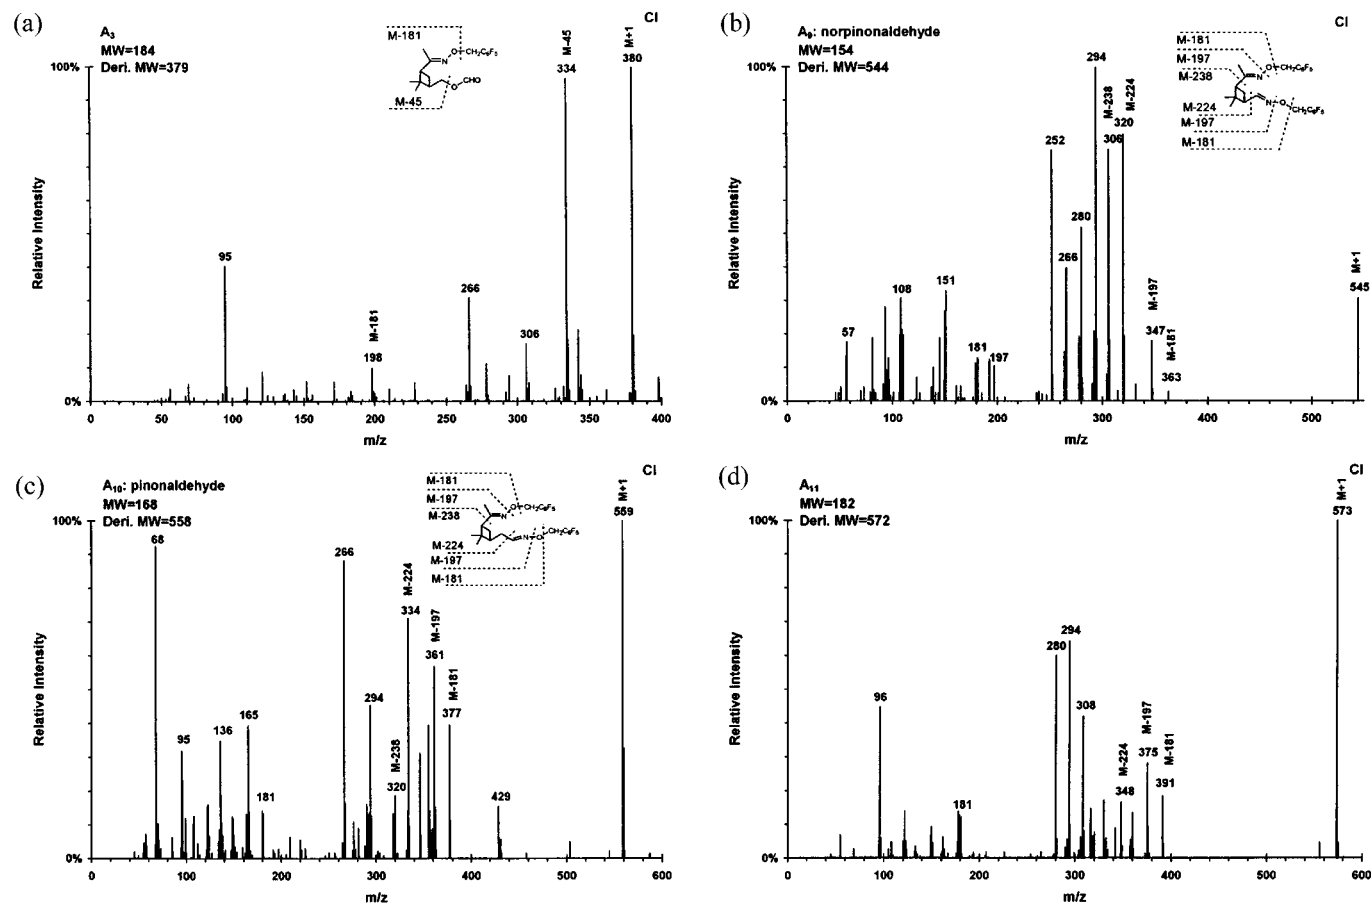 (a)
CI
A3
MW=184
Deri. MW=379
M-181
O CH2C6F5
N
O CHO
M-45
M-45
334
M+1
380
100%
0%
Relative Intensity
95
M-181
198
266
306
0 50 100 150 200 250 300 350 400
m/z
(b)
CI
A9: norpinonaldehyde
MW=154
Deri. MW=544
M-181
M-197
M-238
M-224
M-197
M-181
O CH2C6F5
N
N O CH2C6F5
294
M-238
306
M-224
320
252
280
266
M-197
347
M-181
363
M+1
545
57
108
151
181
197
100%
0%
Relative Intensity
0 100 200 300 400 500
m/z
(c)
CI
A10: pinonaldehyde
MW=168
Deri. MW=558
M-181
M-197
M-238
M-224
M-197
M-181
O CH2C6F5
N
N O CH2C6F5
M+1
559
68
266
M-224
334
M-197
361
M-181
377
294
M-238
320
429
95
136
165
181
100%
0%
Relative Intensity
0 100 200 300 400 500 600
m/z
(d)
CI
A11
MW=182
Deri. MW=572
M+1
573
96
181
280
294
308
M-224
348
M-197
375
M-181
391
100%
0%
Relative Intensity
0 100 200 300 400 500 600
m/z